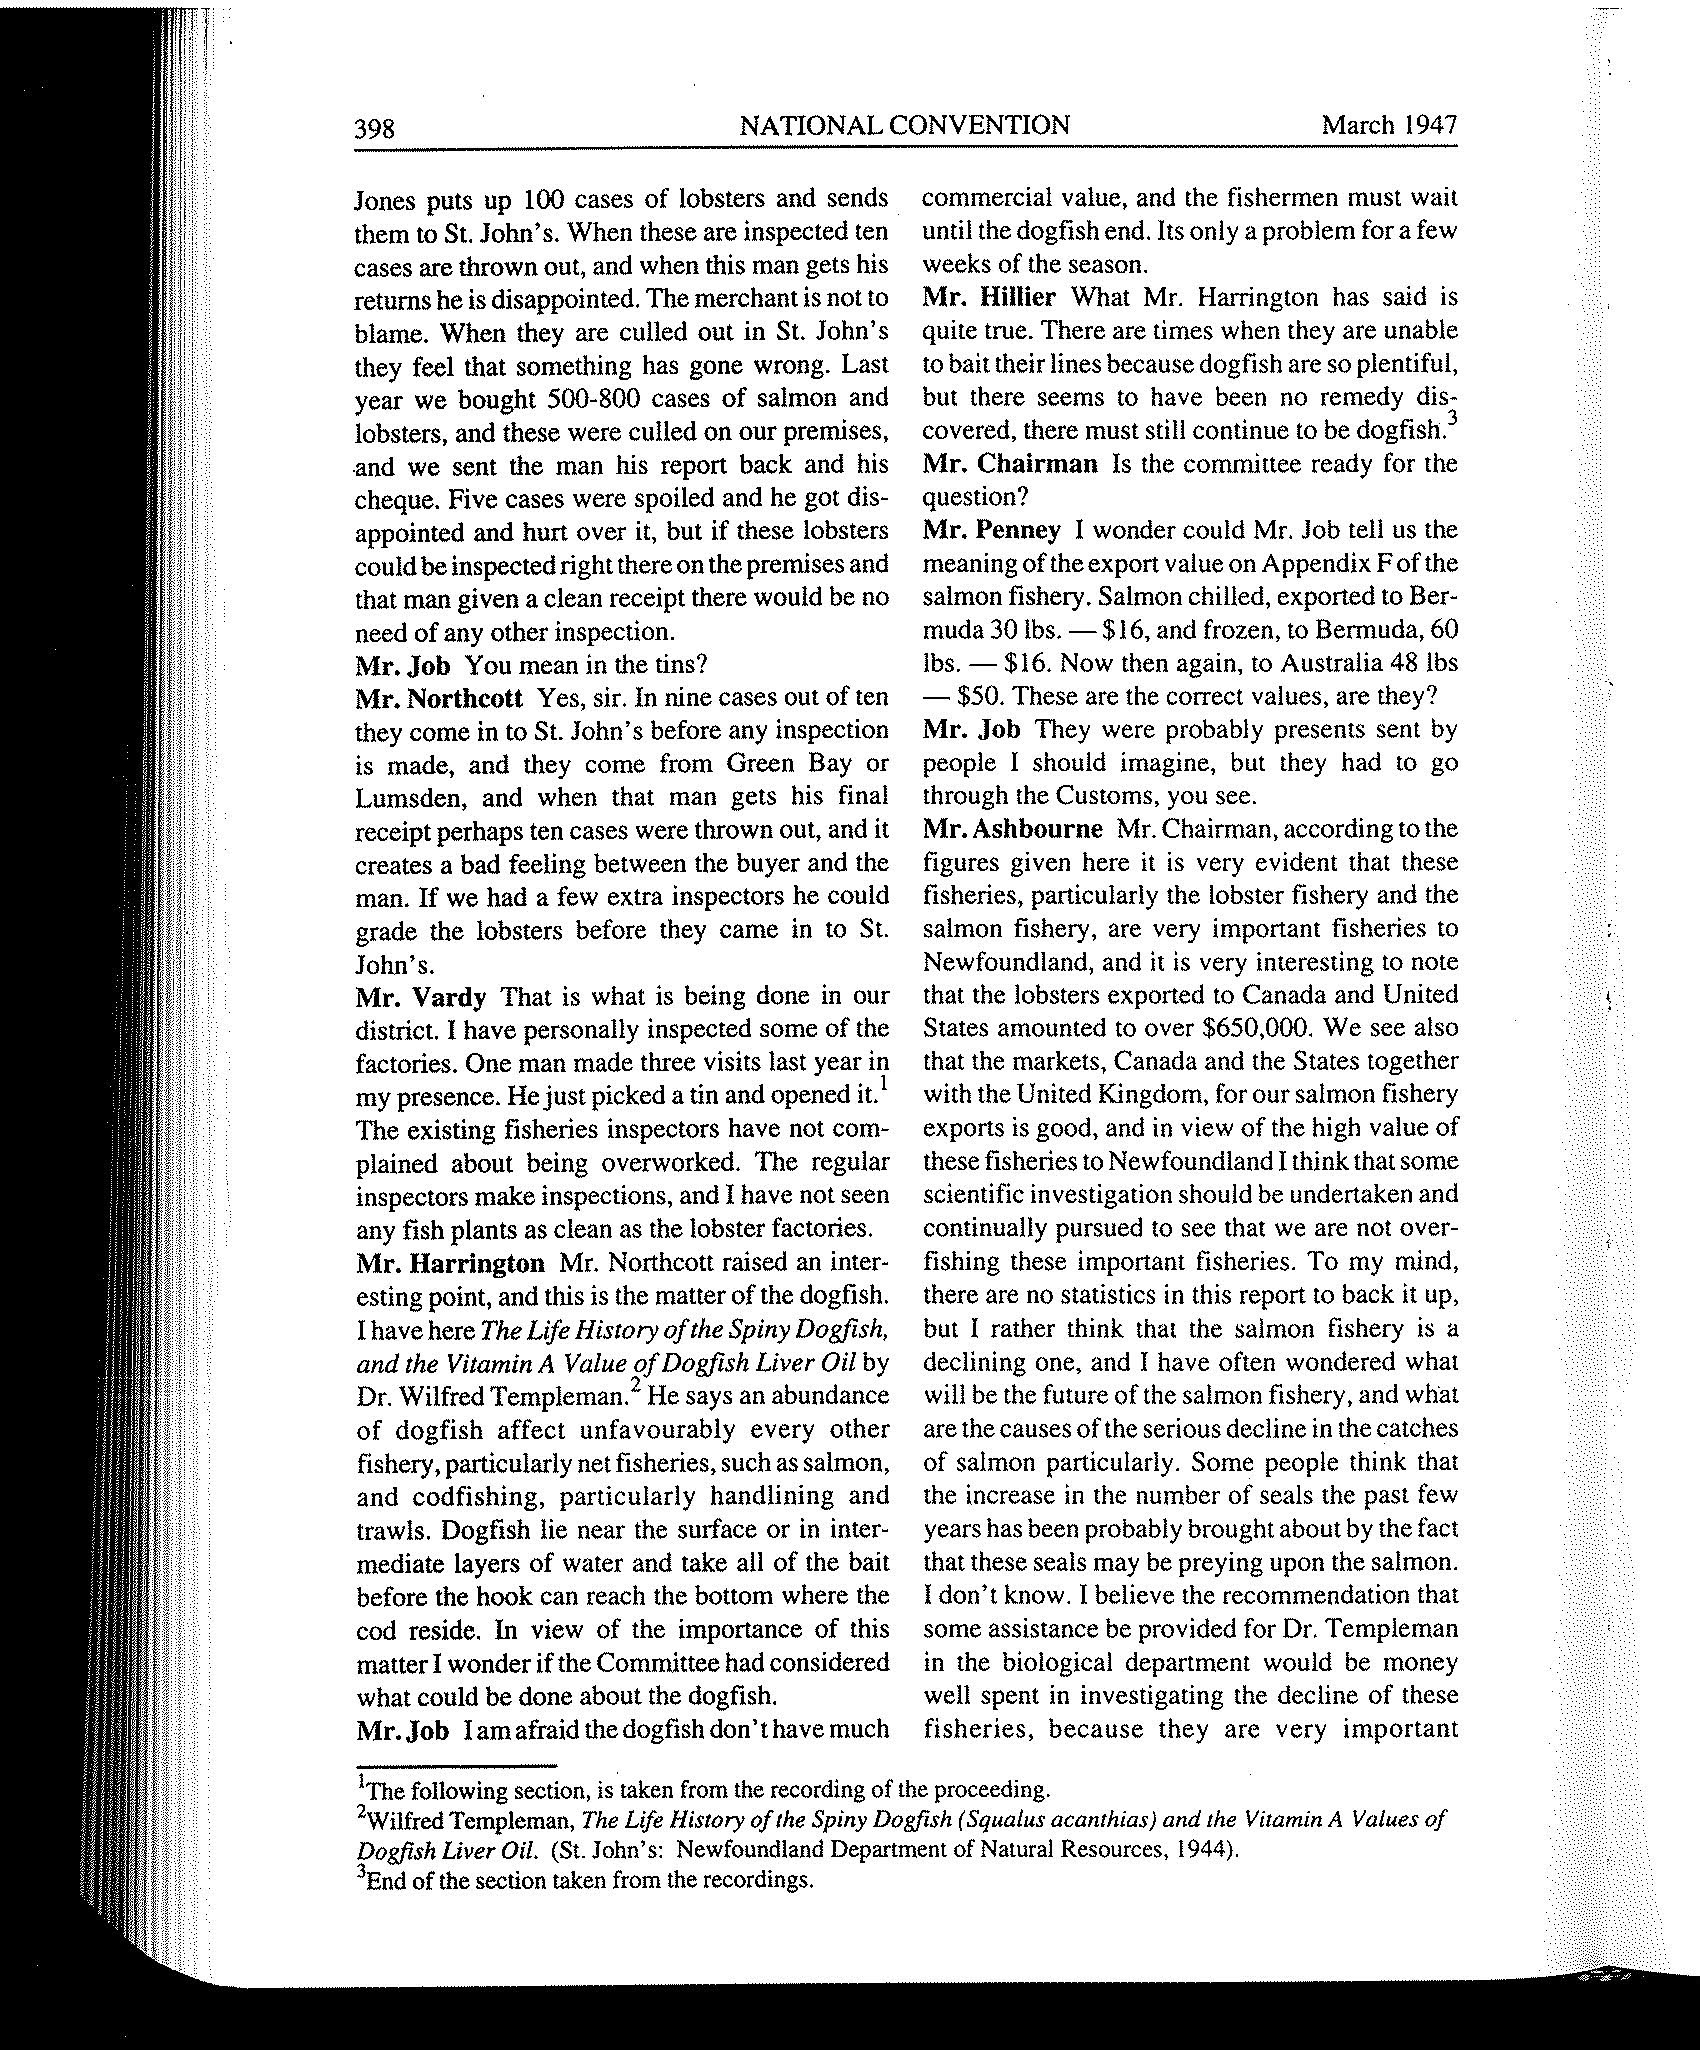 398 NATIONAL CONVENTION March 1947
Jones puts up 100 cases of lobsters and sends
them to St. John's. When these are inspected ten
cases are thrown out, and when this man gets his
returns he is disappointed. The merchant is not to
blame. When they are culled out in St. John's
they feel that something has gone wrong. Last
year we bought 500-800 cases of salmon and
lobsters, and these were culled on our premises,
and we sent the man his report back and his
cheque. Five cases were spoiled and he got dis-
appointed and hurt over it, but if these lobsters
could be inspected right there on the premises and
that man given a clean receipt there would be no
need of any other inspection.
Mr. Job You mean in the tins?
Mr. Northcott Yes, sir. In nine cases out of ten
they come in to St. John's before any inspection
is made, and they come from Green Bay or
Lumsden, and when that man gets his final
receipt perhaps ten cases were thrown out, and it
creates a bad feeling between the buyer and the
man. If we had a few extra inspectors he could
grade the lobsters before they came in to St.
John's.
Mr. Vardy That is what is being done in our
district. I have personally inspected some of the
factories. One man made three visits last year in
my presence. He just picked a tin and opened it.1
The existing fisheries inspectors have not com-
plained about being overworked. The regular
inspectors make inspections, and I have not seen
any fish plants as clean as the lobster factories.
Mr. Harrington Mr. Northcott raised an inter-
esting point, and this is the matter of the dogfish.
I have here The Life History of the Spiny Dogfish,
and the Vitamin A Value of Dogfish Liver Oil by
Dr. Wilfred Templeman.2 He says an abundance
of dogfish affect unfavourably every other
fishery, particularly net fisheries, such as salmon,
and codfishing, particularly handlining and
trawls. Dogfish lie near the surface or in inter-
mediate layers of water and take all of the bait
before the hook can reach the bottom where the
cod reside. In view of the importance of this
matter I wonder if the Committee had considered
what could be done about the dogfish.
Mr. Job I am afraid the dogfish don't have much
commercial value, and the fishermen must wait
until the dogfish end. Its only a problem for a few
weeks of the season.
Mr. Hillier What Mr. Harrington has said is
quite true. There are times when they are unable
to bait their lines because dogfish are so plentiful,
but there seems to have been no remedy dis-
covered, there must still continue to be dogfish.3
Mr. Chairman Is the committee ready for the
question?
Mr. Penney I wonder could Mr. Job tell us the
meaning of the export value on Appendix F of the
salmon fishery. Salmon chilled, exported to Ber-
muda 30 lbs. — $16, and frozen, to Bermuda, 60
lbs. — $16. Now then again, to Australia 48 lbs
— $50. These are the correct values, are they?
Mr. Job They were probably presents sent by
people I should imagine, but they had to go
through the Customs, you see.
Mr. Ashbourne Mr. Chairman, according to the
figures given here it is very evident that these
fisheries, particularly the lobster fishery and the
salmon fishery, are very important fisheries to
Newfoundland, and it is very interesting to note
that the lobsters exported to Canada and United
States amounted to over $650,000. We see also
that the markets, Canada and the States together
with the United Kingdom, for our salmon fishery
exports is good, and in view of the high value of
these fisheries to Newfoundland I think that some
scientific investigation should be undertaken and
continually pursued to see that we are not over-
fishing these important fisheries. To my mind,
there are no statistics in this report to back it up,
but I rather think that the salmon fishery is a
declining one, and I have often wondered what
will be the future of the salmon fishery, and what
are the causes of the serious decline in the catches
of salmon particularly. Some people think that
the increase in the number of seals the past few
years has been probably brought about by the fact
that these seals may be preying upon the salmon.
I don't know. I believe the recommendation that
some assistance be provided for Dr. Templeman
in the biological department would be money
well spent in investigating the decline of these
fisheries, because they are very important
1The following section, is taken from the recording of the proceeding.
2Wilfred Templeman, The Life History of the Spiny Dogfish (Squalus acanthias) and the Vitamin A Values of
Dogfish Liver Oil. (St. John's: Newfoundland Department of Natural Resources, 1944).
3End of the section taken from the recordings.